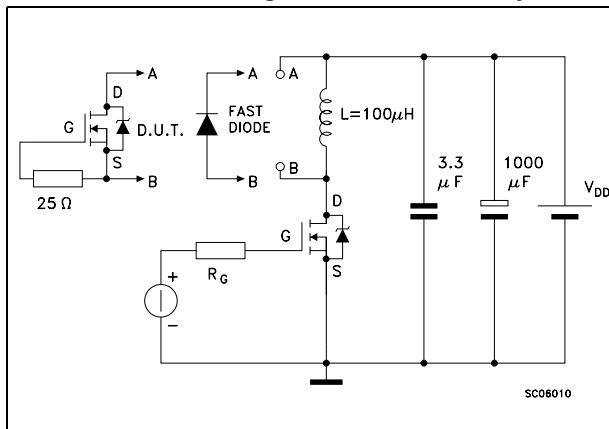 A
A
A
D
G
D.U.T.
FAST
DIODE
L=100μH
S
B
B
B
25 Ω
D
3.3
μF
1000
μF
VDD
G
S
RG
+
-
SC06010